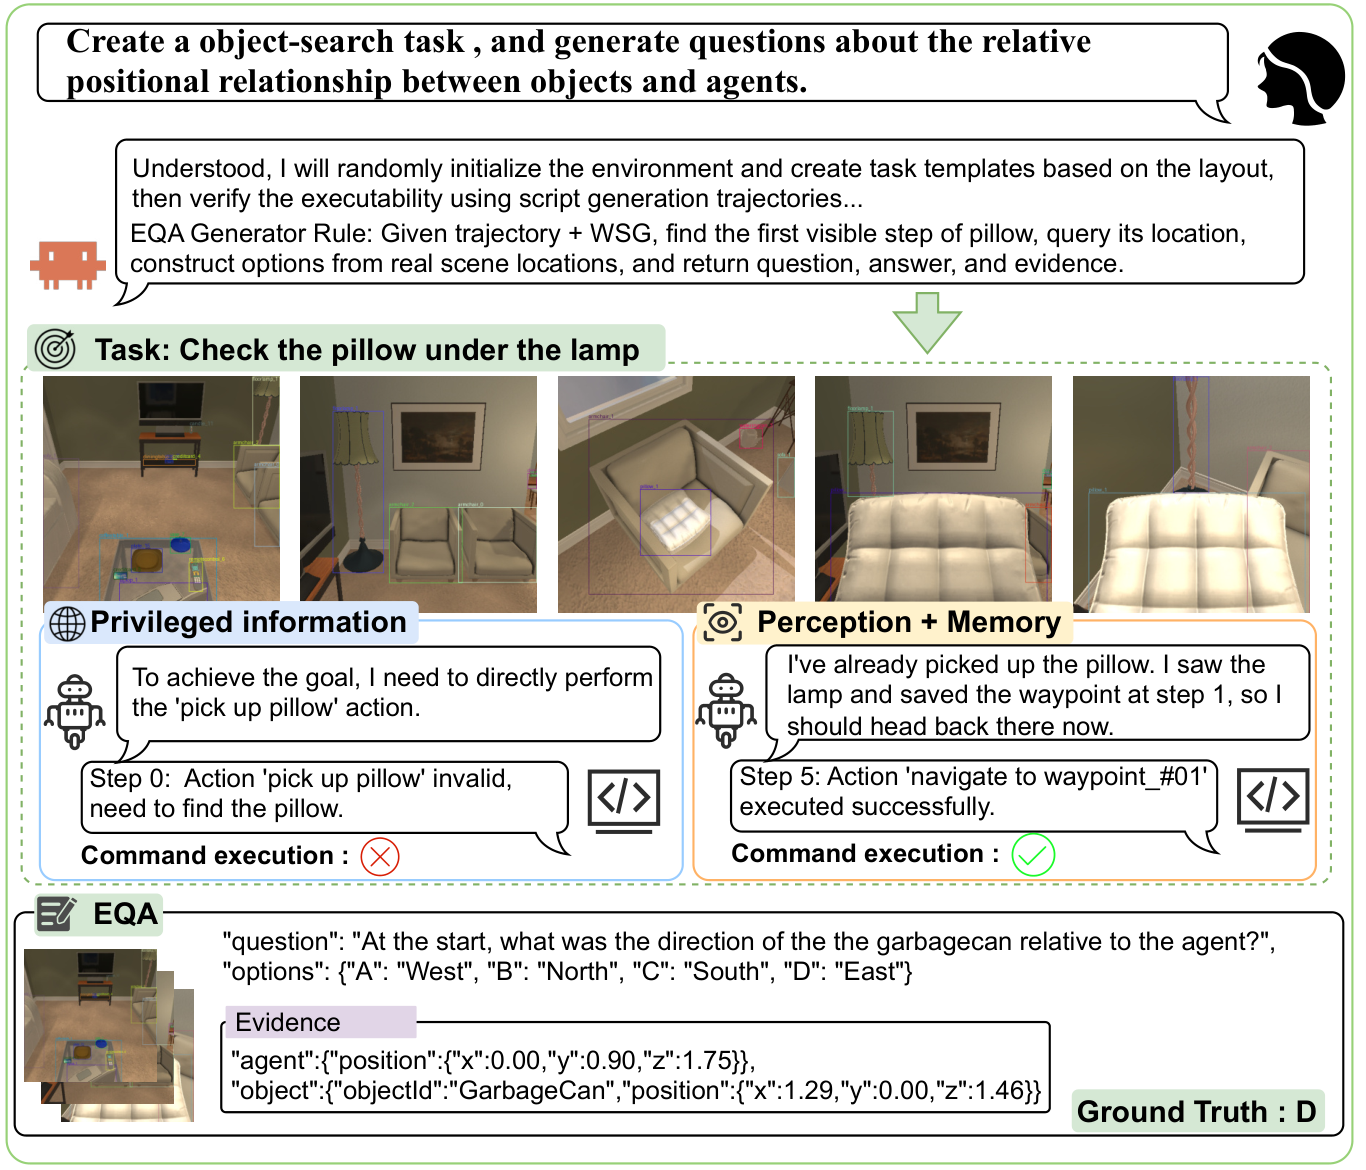 Create a object-search task , and generate questions about the relative
positional relationship between objects and agents.
Understood, I will randomly initialize the environment and create task templates based on the layout,
then verify the executability using script generation trajectories...
EQA Generator Rule: Given trajectory + WSG, find the first visible step of pillow, query its location,
construct options from real scene locations, and return question, answer, and evidence.
Task: Check the pillow under the lamp
Privileged information
To achieve the goal, I need to directly perform
the 'pick up pillow' action.
Step 0:  Action 'pick up pillow' invalid,
need to find the pillow.
Command execution :
Perception + Memory
I've already picked up the pillow. I saw the
lamp and saved the waypoint at step 1, so I
should head back there now.
Step 5: Action 'navigate to waypoint_#01'
executed successfully.
Command execution :
EQA
"question": "At the start, what was the direction of the the garbagecan relative to the agent?",
"options": {"A": "West", "B": "North", "C": "South", "D": "East"}
Evidence
"agent":{"position":{"x":0.00,"y":0.90,"z":1.75}},
"object":{"objectId":"GarbageCan","position":{"x":1.29,"y":0.00,"z":1.46}}
Ground Truth : D